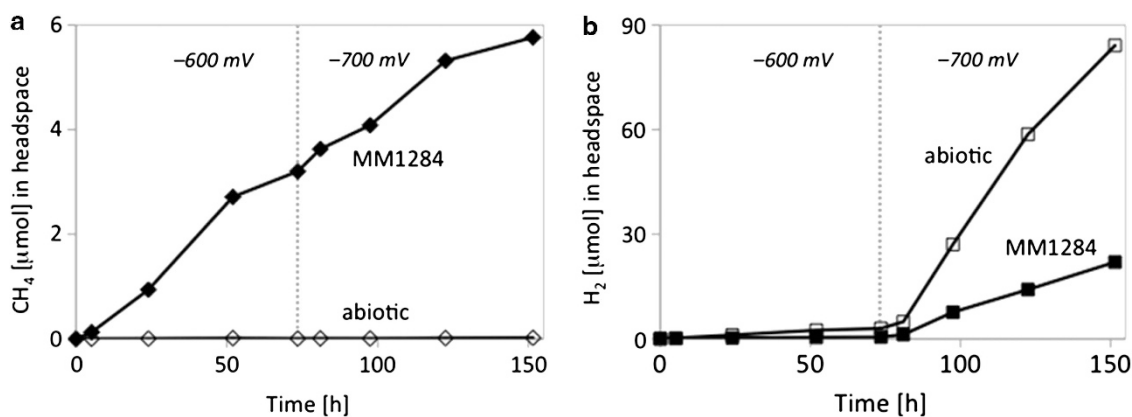 a
6
4
2
0
CH₄ [μmol] in headspace
−600 mV
−700 mV
MM1284
abiotic
0
50
100
150
Time [h]
b
90
60
30
0
H₂ [μmol] in headspace
−600 mV
−700 mV
abiotic
MM1284
0
50
100
150
Time [h]